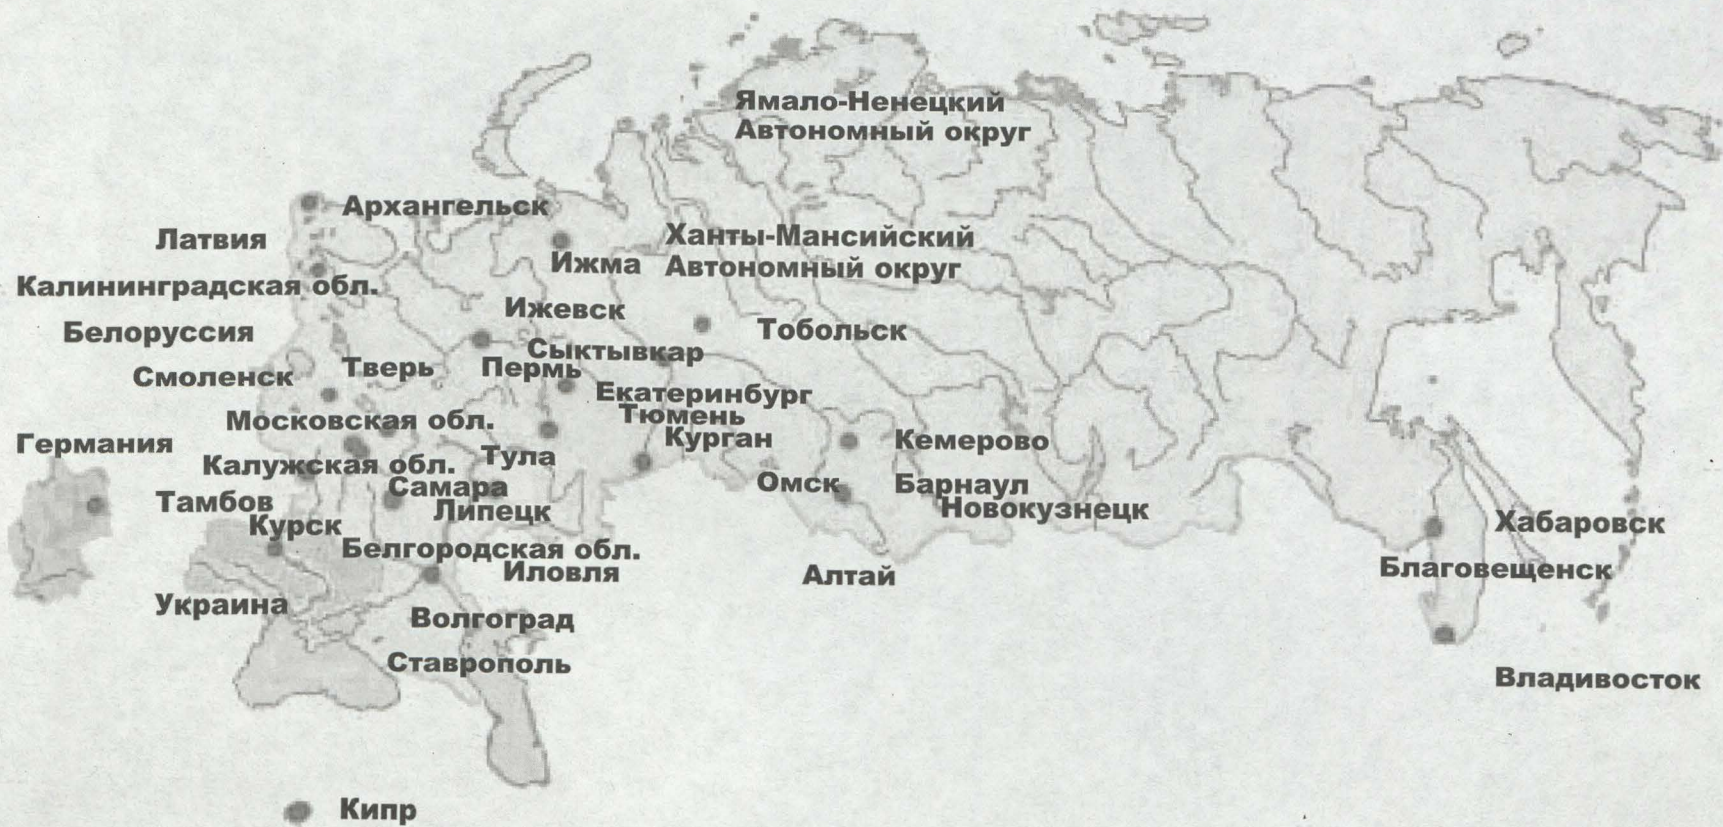 Ямало-Ненецкий
Автономный округ
Архангельск
Латвия
Ханты-Мансийский
Автономный округ
Ижма
Калининградская обл.
Ижевск
Белоруссия
Тобольск
Сыктывкар
Тверь
Пермь
Смоленск
Екатеринбург
Тюмень
Московская обл.
Курган
Кемерово
Германия
Тула
Калужская обл.
Самара
Омск
Барнаул
Тамбов
Липецк
Новокузнецк
Курск
Хабаровск
Белгородская обл.
Иловля
Алтай
Благовещенск
Украина
Волгоград
Ставрополь
Владивосток
Кипр